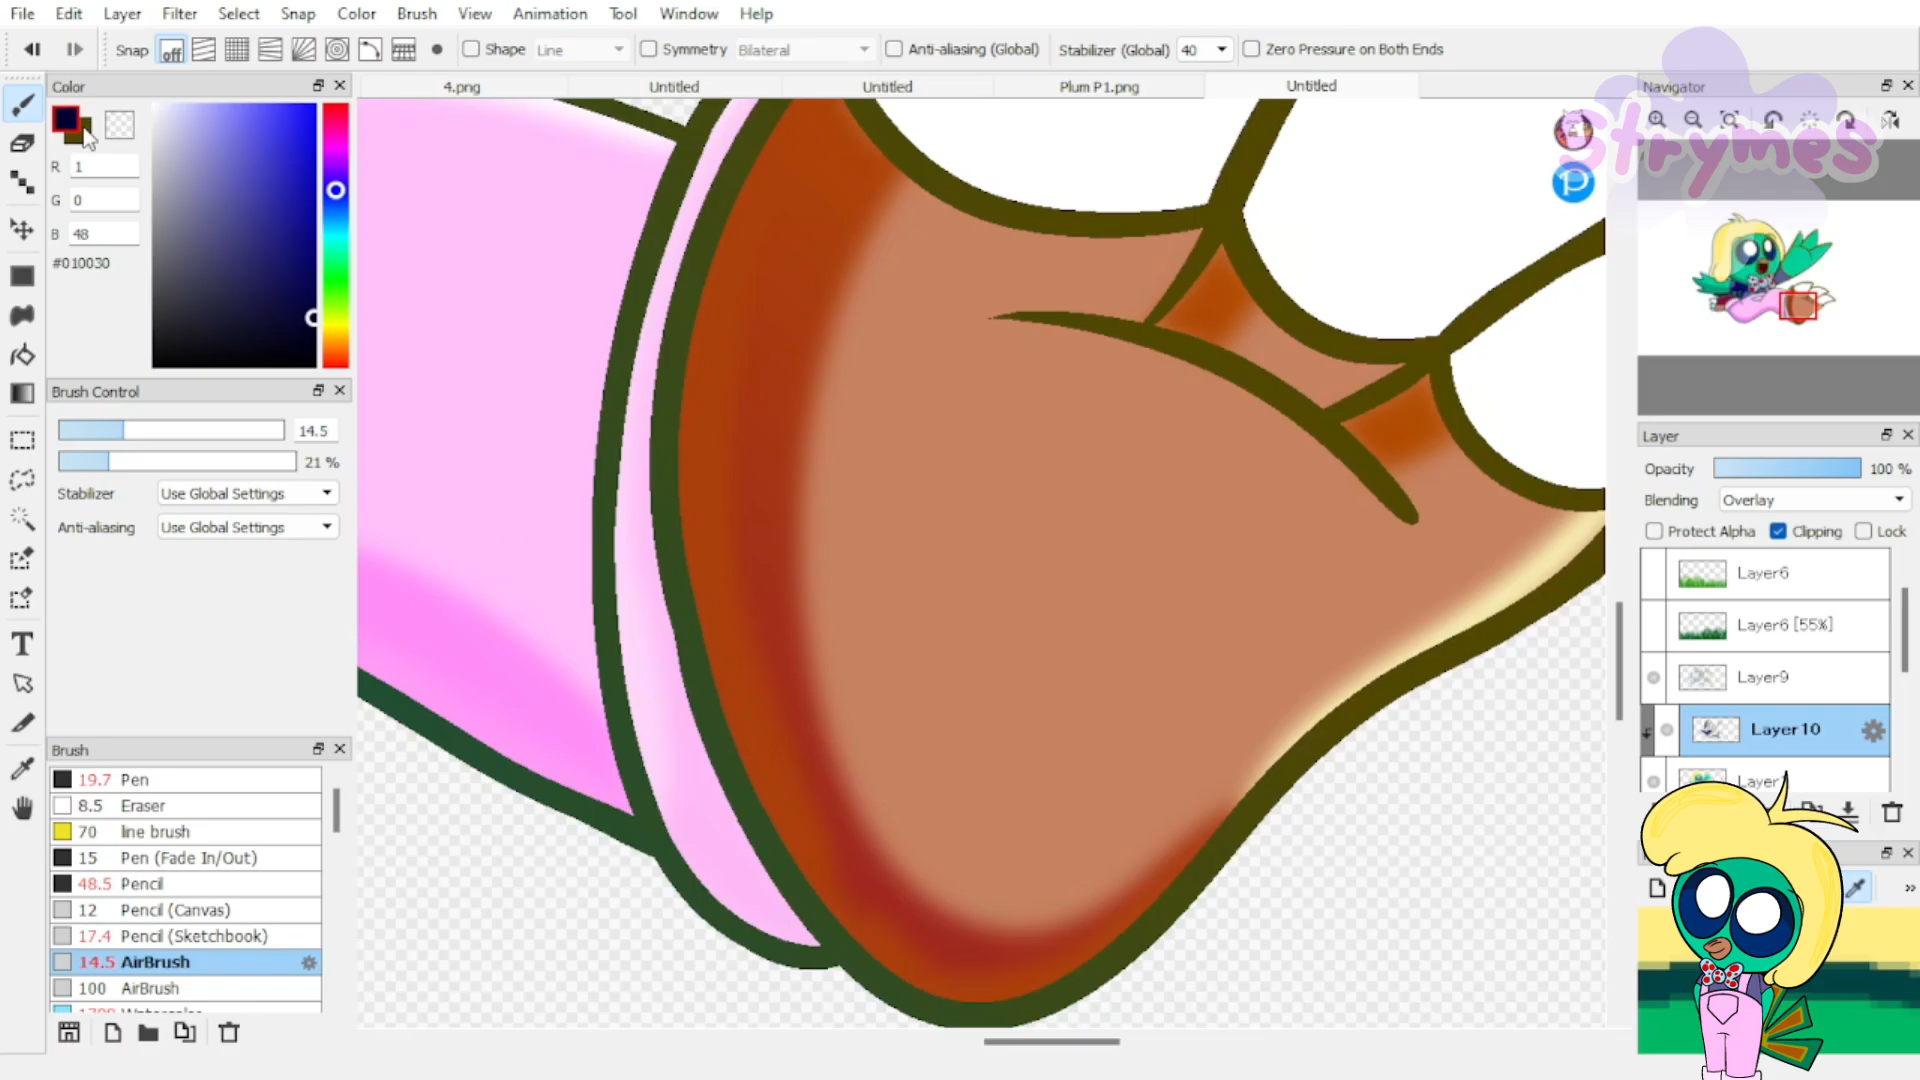 File Edit Layer Filter Select Snap Color Brush View Animation Tool Window Help
Snap off Shape Line Symmetry Bilateral Anti-aliasing (Global) Stabilizer (Global) 40 Zero Pressure on Both Ends
Color
4.png Untitled Untitled Plum P1.png Untitled
Navigator
Strymes
R 1
G 0
B 48
#010030
Brush Control
14.5
21 %
Stabilizer Use Global Settings
Anti-aliasing Use Global Settings
Layer
Opacity 100 %
Blending Overlay
Protect Alpha Clipping Lock
Layer6
Layer6 [55%]
Layer9
Layer10
Brush
19.7 Pen
8.5 Eraser
70 line brush
15 Pen (Fade In/Out)
48.5 Pencil
12 Pencil (Canvas)
17.4 Pencil (Sketchbook)
14.5 AirBrush
100 AirBrush